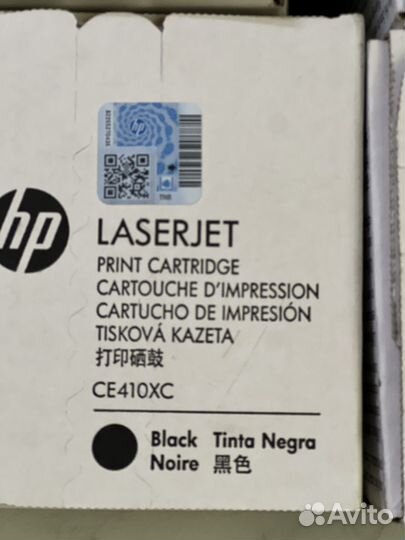 hp
LASERJET
PRINT CARTRIDGE
CARTOUCHE D'IMPRESSION
CARTUCHO DE IMPRESIÓN
TISKOVÁ KAZETA
打印硒鼓
CE410XC
Black Tinta Negra
Noire 黑色
Avito